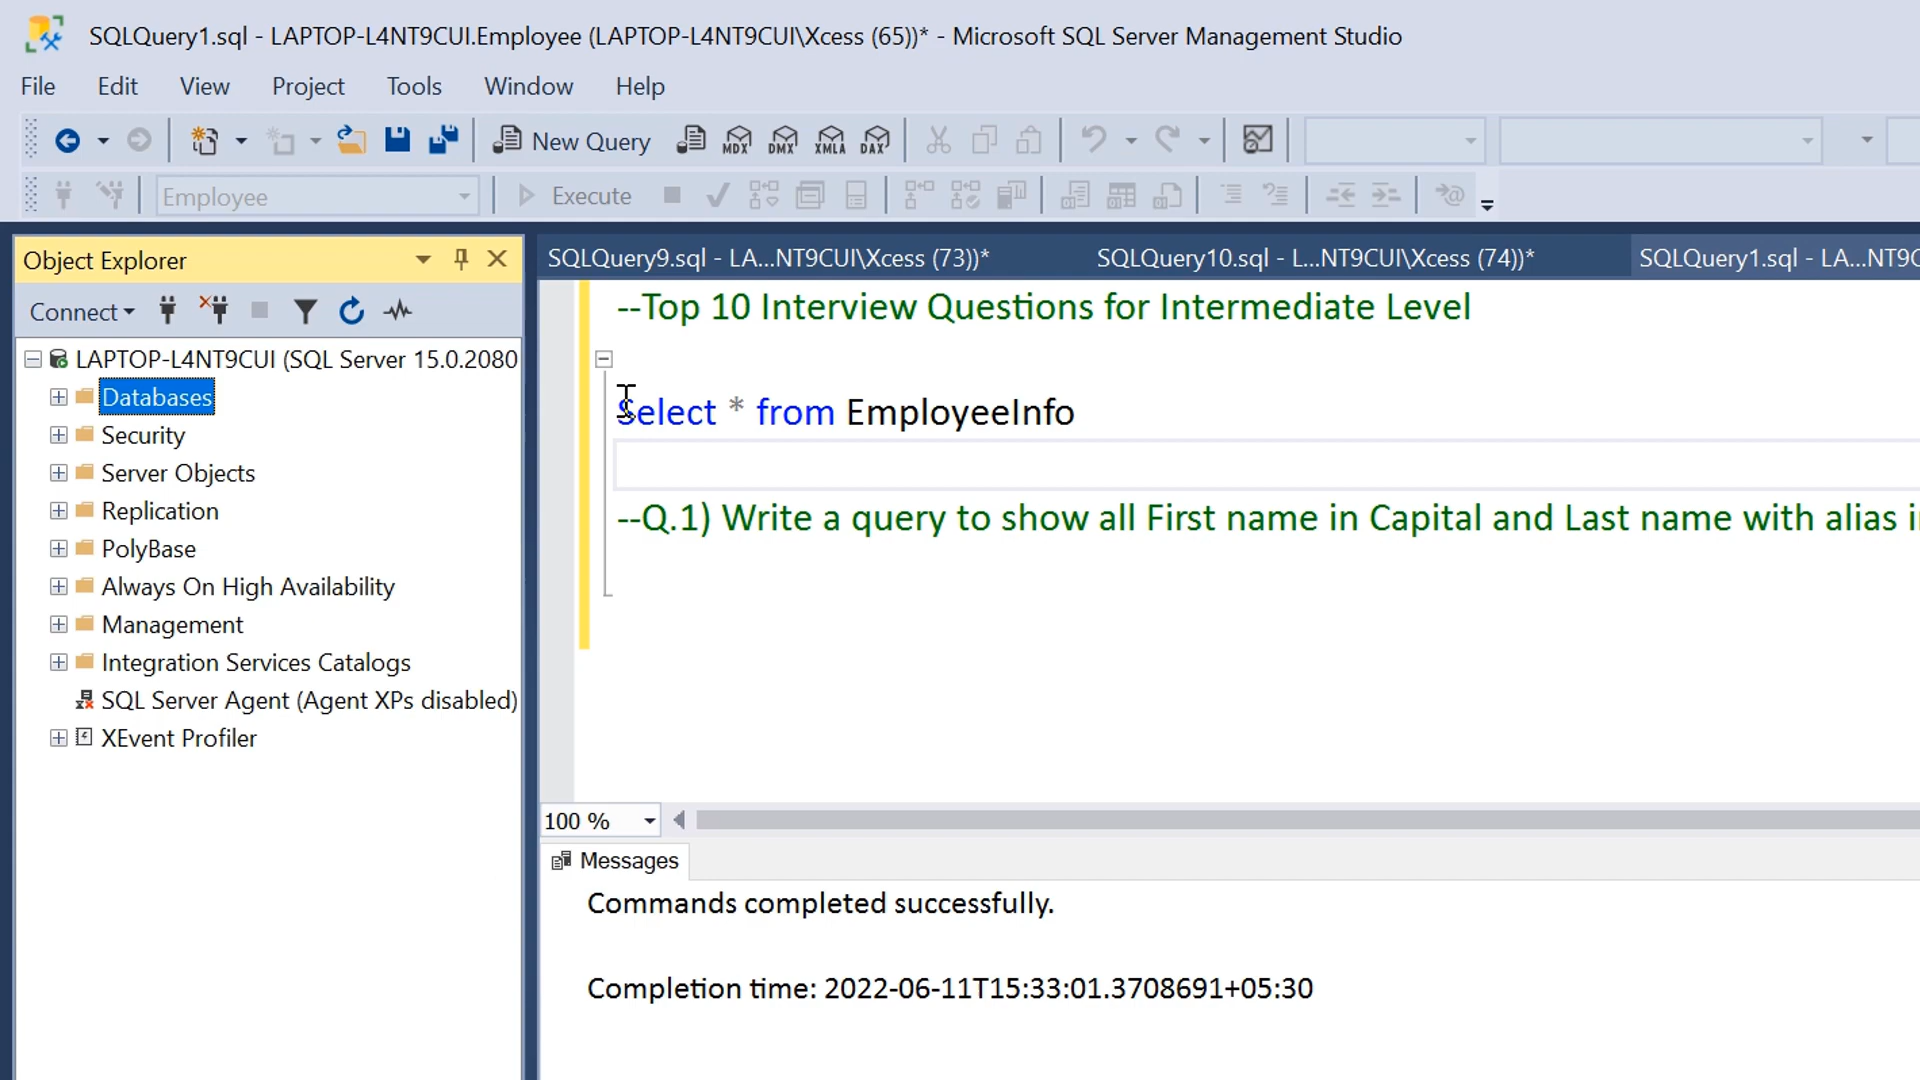 SQLQuery1.sql - LAPTOP-L4NT9CUI.Employee (LAPTOP-L4NT9CUI\Xcess (65))* - Microsoft SQL Server Management Studio
File Edit View Project Tools Window Help
New Query MDX DMX XMLA DAX
Employee Execute
Object Explorer
Connect
LAPTOP-L4NT9CUI (SQL Server 15.0.2080
Databases
Security
Server Objects
Replication
PolyBase
Always On High Availability
Management
Integration Services Catalogs
SQL Server Agent (Agent XPs disabled)
XEvent Profiler
SQLQuery9.sql - LA...NT9CUI\Xcess (73))* SQLQuery10.sql - L...NT9CUI\Xcess (74))* SQLQuery1.sql - LA...NT9C
--Top 10 Interview Questions for Intermediate Level
Select * from EmployeeInfo
--Q.1) Write a query to show all First name in Capital and Last name with alias i
100 %
Messages
Commands completed successfully.
Completion time: 2022-06-11T15:33:01.3708691+05:30